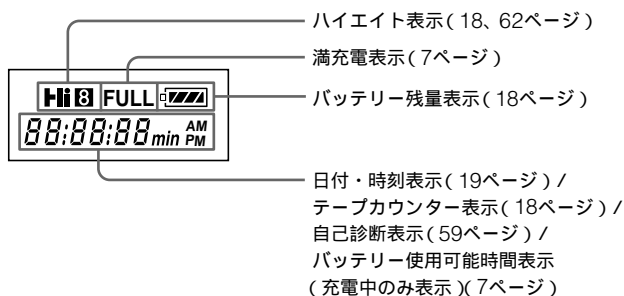 ハイエイト表示(18、62ページ)
満充電表示(7ページ)
Hi8 FULL
バッテリー残量表示(18ページ)
88:88:88 min AM PM
日付・時刻表示(19ページ)/
テープカウンター表示(18ページ)/
自己診断表示(59ページ)/
バッテリー使用可能時間表示
(充電中のみ表示)(7ページ)